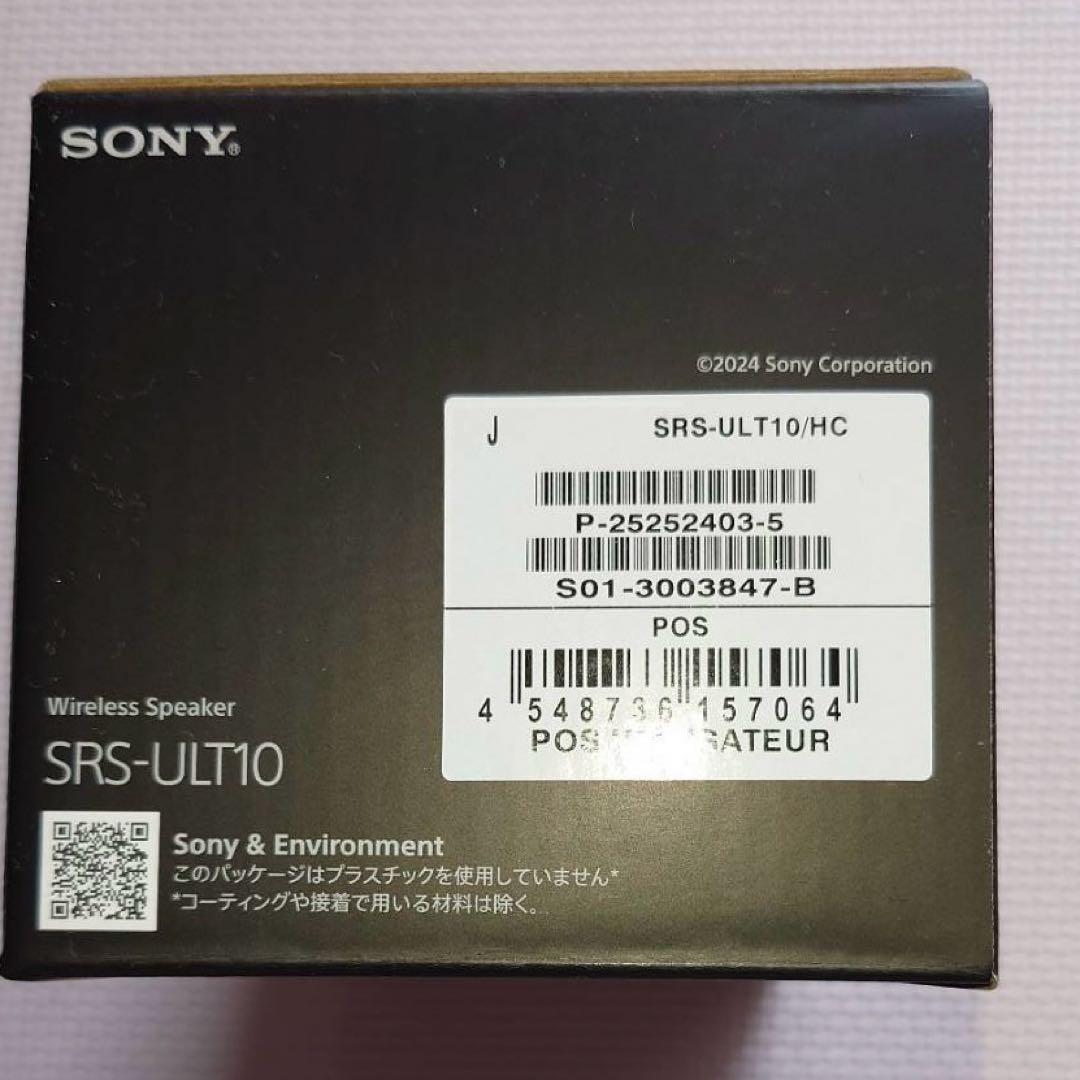 SONY®
©2024 Sony Corporation
J SRS-ULT10/HC
P-25252403-5
S01-3003847-B
POS
4 548736 157064
Wireless Speaker
SRS-ULT10
Sony & Environment
このパッケージはプラスチックを使用していません*
*コーティングや接着で用いる材料は除く。